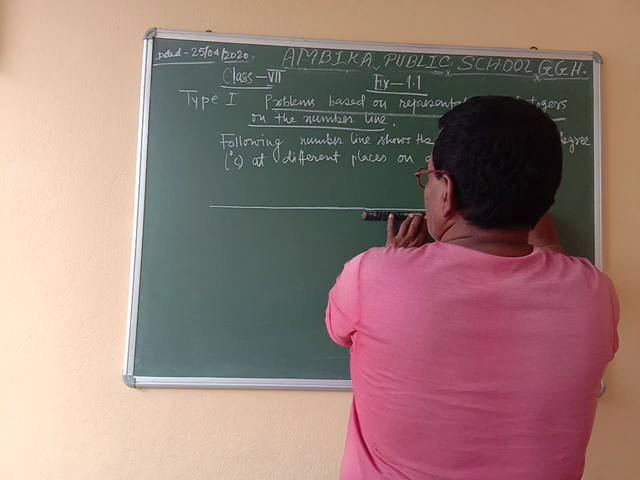 Dated - 25/04/2020
AMBIKA PUBLIC SCHOOL G.G.H.
Class - VII Ex - 1.1
Type I Problems based on
on the number line.
Following number line shows the degree
(°c) at different places on